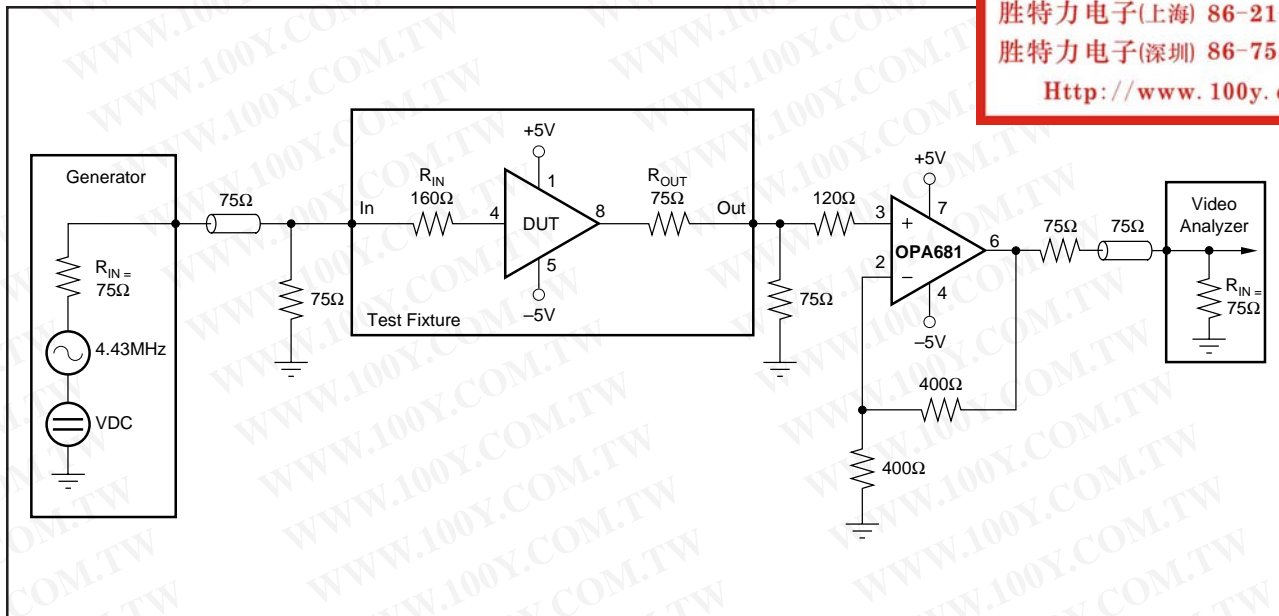 胜特力电子(上海) 86-21
胜特力电子(深圳) 86-75
Http://www.100y.
Generator
R_IN =
75Ω
4.43MHz
VDC
75Ω
75Ω
In
R_IN
160Ω
+5V
1
4
DUT
8
5
–5V
R_OUT
75Ω
Out
Test Fixture
75Ω
120Ω
+5V
7
3
+
OPA681
2
–
6
4
–5V
400Ω
400Ω
75Ω
75Ω
Video
Analyzer
R_IN =
75Ω
WWW.100Y.COM.TW